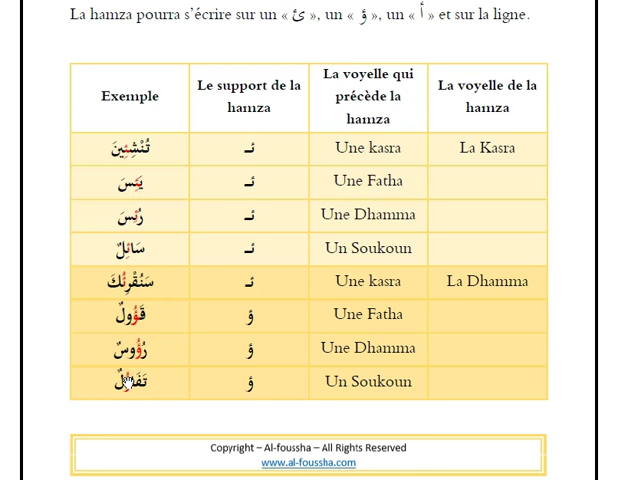 La hamza pourra s'écrire sur un « ئ », un « ؤ », un « أ » et sur la ligne.
Exemple Le support de la hamza La voyelle qui précède la hamza La voyelle de la hamza
تُنْشِئِينَ ئـ Une kasra La Kasra
يَئِسَ ئـ Une Fatha
رُئِسَ ئـ Une Dhamma
سَائِلٌ ئـ Un Soukoun
سَنُقْرِئُكَ ئـ Une kasra La Dhamma
قَؤُولٌ ؤ Une Fatha
رُؤُوسٌ ؤ Une Dhamma
ؤ Un Soukoun
Copyright – Al-foussha – All Rights Reserved
www.al-foussha.com